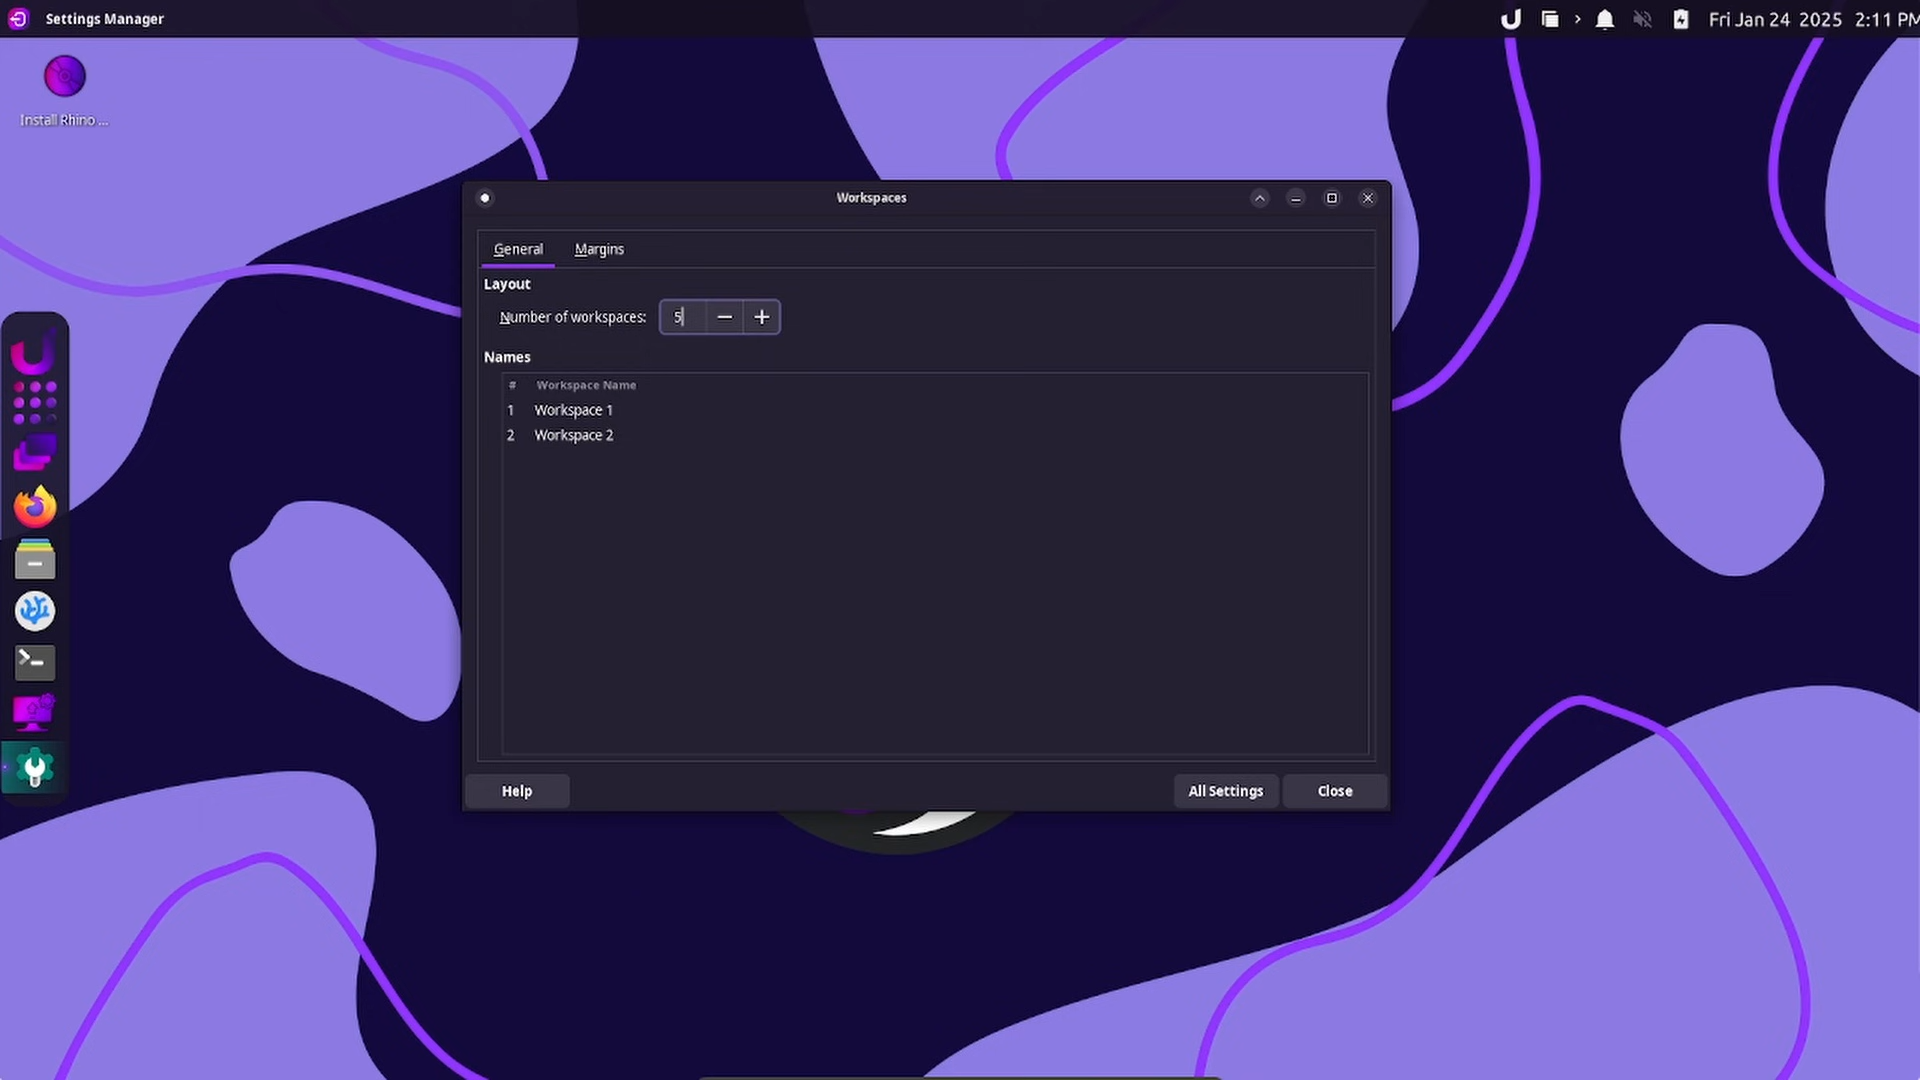 Settings Manager
Fri Jan 24 2025 2:11 PM
Install Rhino ...
Workspaces
General Margins
Layout
Number of workspaces: 5
Names
# Workspace Name
1 Workspace 1
2 Workspace 2
Help All Settings Close